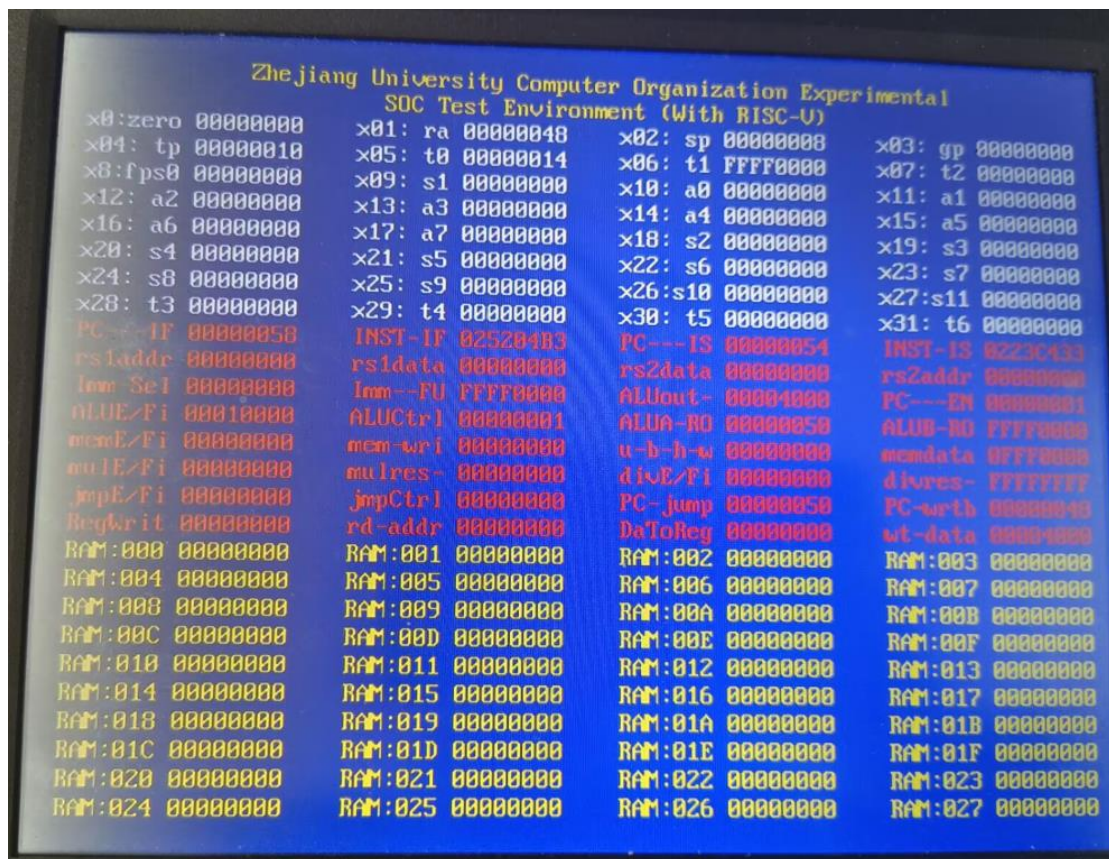 Zhejiang University Computer Organization Experimental
SOC Test Environment (With RISC-V)
x0:zero 00000000 x01: ra 00000048 x02: sp 00000008 x03: gp 00000000
x04: tp 00000010 x05: t0 00000014 x06: t1 FFFF0000 x07: t2 00000000
x8:fps0 00000000 x09: s1 00000000 x10: a0 00000000 x11: a1 00000000
x12: a2 00000000 x13: a3 00000000 x14: a4 00000000 x15: a5 00000000
x16: a6 00000000 x17: a7 00000000 x18: s2 00000000 x19: s3 00000000
x20: s4 00000000 x21: s5 00000000 x22: s6 00000000 x23: s7 00000000
x24: s8 00000000 x25: s9 00000000 x26:s10 00000000 x27:s11 00000000
x28: t3 00000000 x29: t4 00000000 x30: t5 00000000 x31: t6 00000000
PC---IF 00000058 INST-IF 025204B3 PC---IS 00000054 INST-IS 0223C433
rs1addr 00000000 rs1data 00000000 rs2data 00000000 rs2addr 00000000
Imm-Sel 00000000 Imm--FU FFFF0000 ALUout- 00004000 PC---EN 00000001
ALUE/Fi 00010000 ALUCtrl 00000001 ALUA-RO 00000050 ALUB-RO FFFF0000
memE/Fi 00000000 mem-wri 00000000 u-b-h-w 00000000 memdata 0FFF0000
mulE/Fi 00000000 mulres- 00000000 divE/Fi 00000000 divres- FFFFFFFF
jmpE/Fi 00000000 jmpCtrl 00000000 PC-jump 00000050 PC-wrtb
RegWrit 00000000 rd-addr 00000000 DaToReg 00000000 wt-data 00004000
RAM:000 00000000 RAM:001 00000000 RAM:002 00000000 RAM:003 00000000
RAM:004 00000000 RAM:005 00000000 RAM:006 00000000 RAM:007 00000000
RAM:008 00000000 RAM:009 00000000 RAM:00A 00000000 RAM:00B 00000000
RAM:00C 00000000 RAM:00D 00000000 RAM:00E 00000000 RAM:00F 00000000
RAM:010 00000000 RAM:011 00000000 RAM:012 00000000 RAM:013 00000000
RAM:014 00000000 RAM:015 00000000 RAM:016 00000000 RAM:017 00000000
RAM:018 00000000 RAM:019 00000000 RAM:01A 00000000 RAM:01B 00000000
RAM:01C 00000000 RAM:01D 00000000 RAM:01E 00000000 RAM:01F 00000000
RAM:020 00000000 RAM:021 00000000 RAM:022 00000000 RAM:023 00000000
RAM:024 00000000 RAM:025 00000000 RAM:026 00000000 RAM:027 00000000